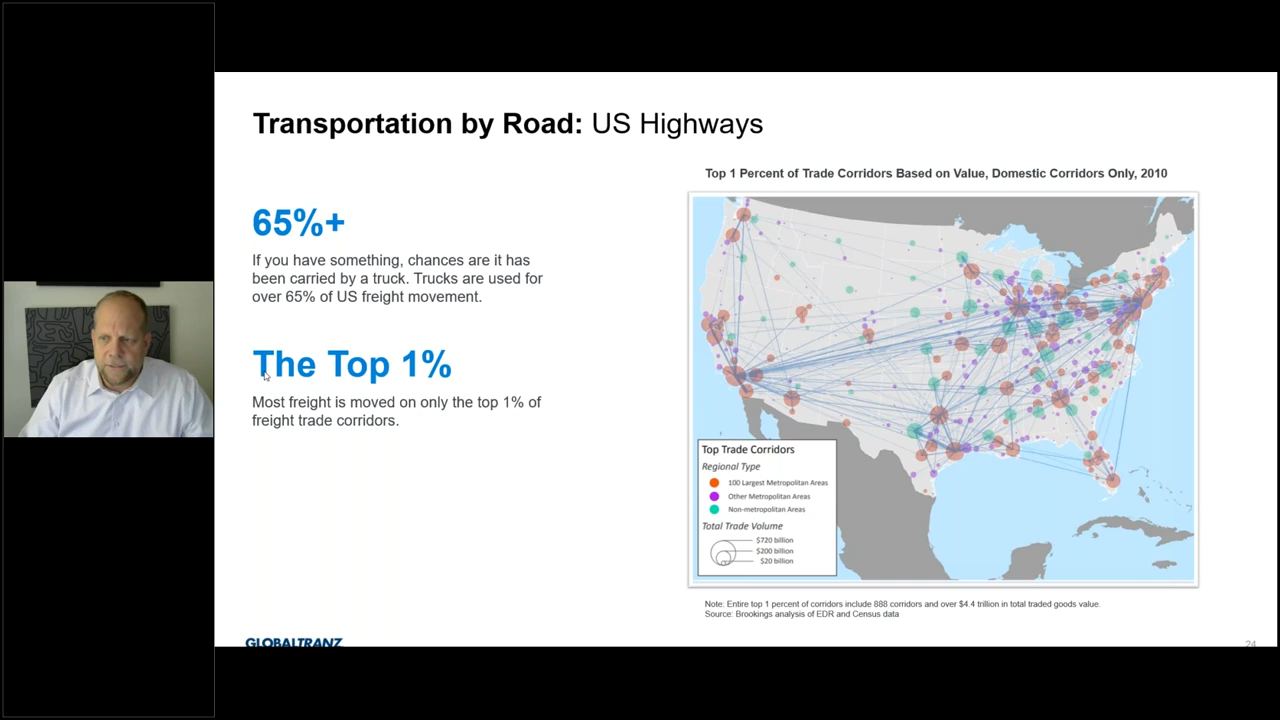 Transportation by Road: US Highways
65%+
If you have something, chances are it has
been carried by a truck. Trucks are used for
over 65% of US freight movement.
The Top 1%
Most freight is moved on only the top 1% of
freight trade corridors.
Top 1 Percent of Trade Corridors Based on Value, Domestic Corridors Only, 2010
Top Trade Corridors
Regional Type
100 Largest Metropolitan Areas
Other Metropolitan Areas
Non-metropolitan Areas
Total Trade Volume
$720 billion
$200 billion
$20 billion
Note: Entire top 1 percent of corridors include 888 corridors and over $4.4 trillion in total traded goods value.
Source: Brookings analysis of EDR and Census data
GLOBALTRANZ
24